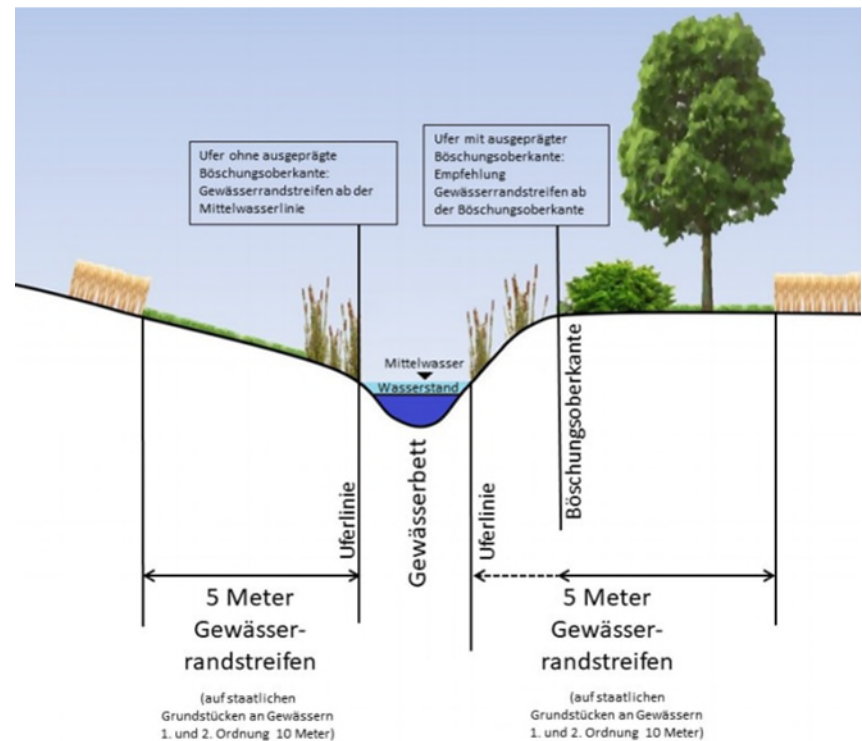 Ufer ohne ausgeprägte
Böschungsoberkante:
Gewässerrandstreifen ab der
Mittelwasserlinie
Ufer mit ausgeprägter
Böschungsoberkante:
Empfehlung
Gewässerrandstreifen ab
der Böschungsoberkante
Mittelwasser
Wasserstand
Uferlinie
Gewässerbett
Uferlinie
Böschungsoberkante
5 Meter
Gewässer-
randstreifen
(auf staatlichen
Grundstücken an Gewässern
1. und 2. Ordnung 10 Meter)
5 Meter
Gewässer-
randstreifen
(auf staatlichen
Grundstücken an Gewässern
1. und 2. Ordnung 10 Meter)